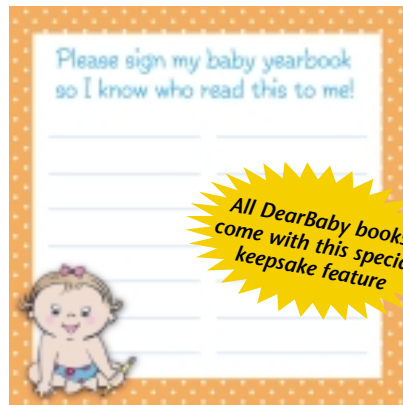 Please sign my baby yearbook
so I know who read this to me!
All DearBaby books
come with this special
keepsake feature